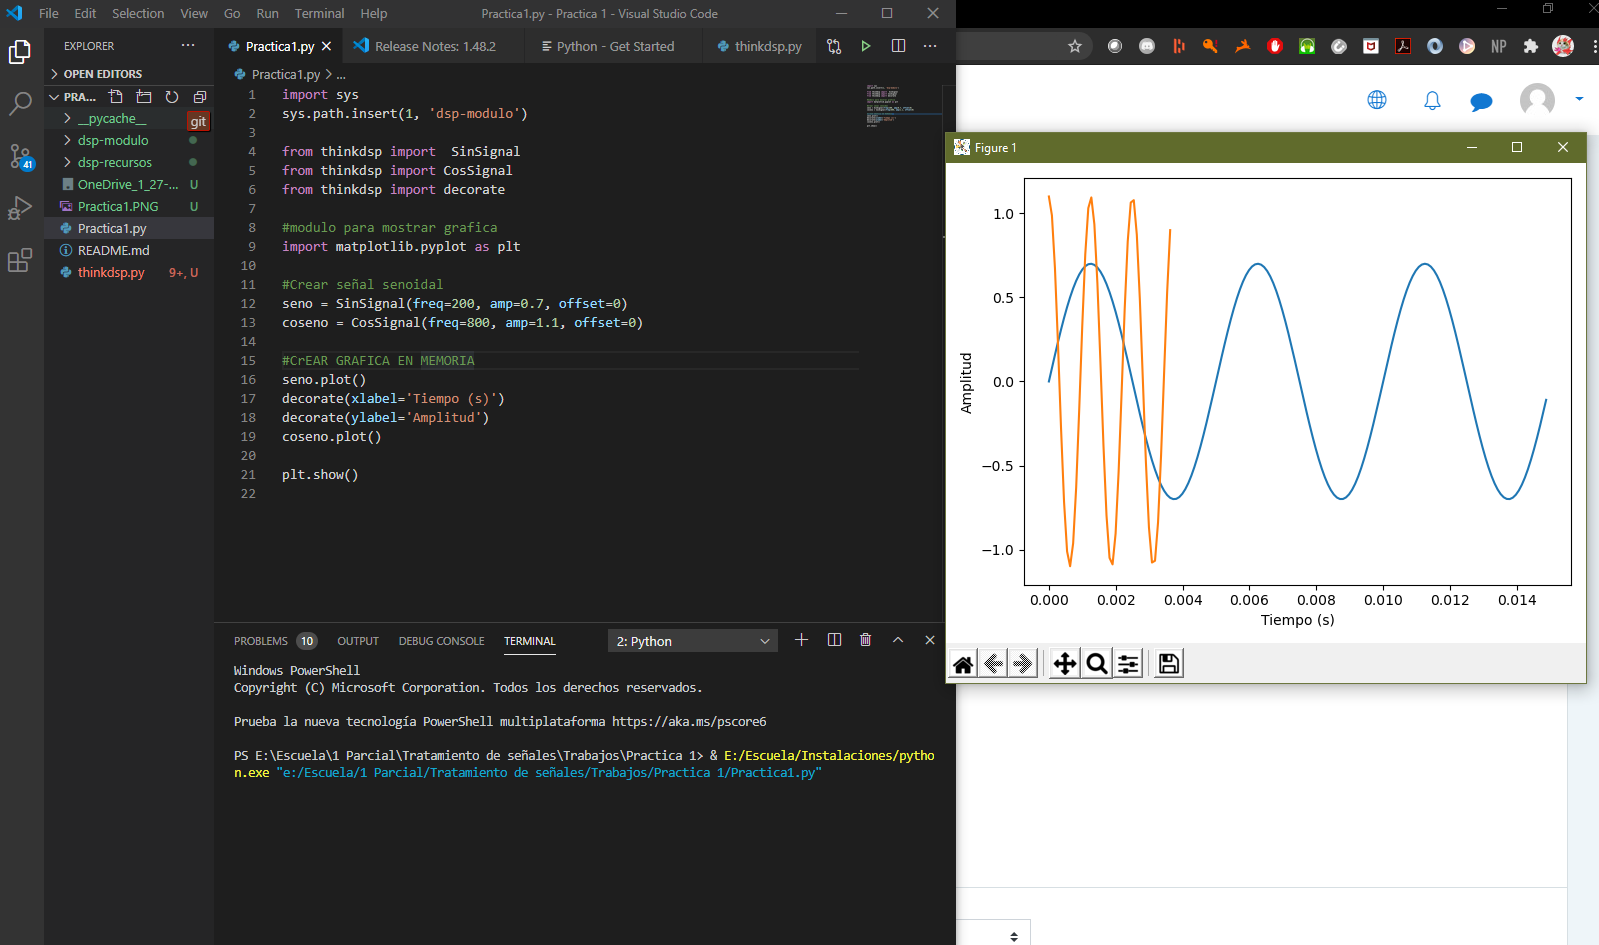 File Edit Selection View Go Run Terminal Help
Practica1.py - Practica 1 - Visual Studio Code
EXPLORER
OPEN EDITORS
PRA...
__pycache__
git
dsp-modulo
dsp-recursos
OneDrive_1_27-... U
Practica1.PNG U
Practica1.py
README.md
thinkdsp.py 9+, U
41
Practica1.py
Release Notes: 1.48.2
Python - Get Started
thinkdsp.py
Practica1.py > ...
1 import sys
2 sys.path.insert(1, 'dsp-modulo')
3
4 from thinkdsp import  SinSignal
5 from thinkdsp import CosSignal
6 from thinkdsp import decorate
7
8 #modulo para mostrar grafica
9 import matplotlib.pyplot as plt
10
11 #Crear señal senoidal
12 seno = SinSignal(freq=200, amp=0.7, offset=0)
13 coseno = CosSignal(freq=800, amp=1.1, offset=0)
14
15 #CrEAR GRAFICA EN MEMORIA
16 seno.plot()
17 decorate(xlabel='Tiempo (s)')
18 decorate(ylabel='Amplitud')
19 coseno.plot()
20
21 plt.show()
22
PROBLEMS 10 OUTPUT DEBUG CONSOLE TERMINAL
2: Python
Windows PowerShell
Copyright (C) Microsoft Corporation. Todos los derechos reservados.
Prueba la nueva tecnología PowerShell multiplataforma https://aka.ms/pscore6
PS E:\Escuela\1 Parcial\Tratamiento de señales\Trabajos\Practica 1> & E:/Escuela/Instalaciones/pytho
n.exe "e:/Escuela/1 Parcial/Tratamiento de señales/Trabajos/Practica 1/Practica1.py"
NP
Figure 1
1.0
0.5
0.0
−0.5
−1.0
Amplitud
0.000 0.002 0.004 0.006 0.008 0.010 0.012 0.014
Tiempo (s)